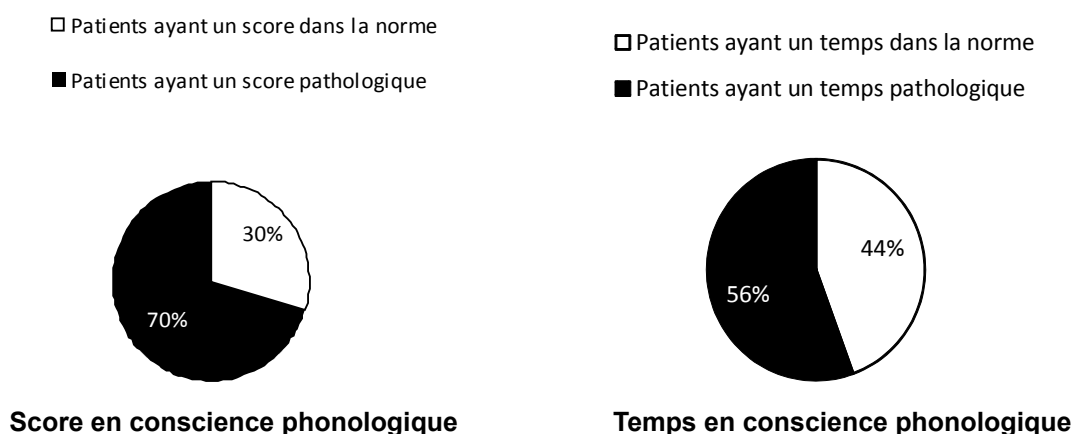 Patients ayant un score dans la norme
Patients ayant un score pathologique
30%
70%
Score en conscience phonologique
Patients ayant un temps dans la norme
Patients ayant un temps pathologique
44%
56%
Temps en conscience phonologique